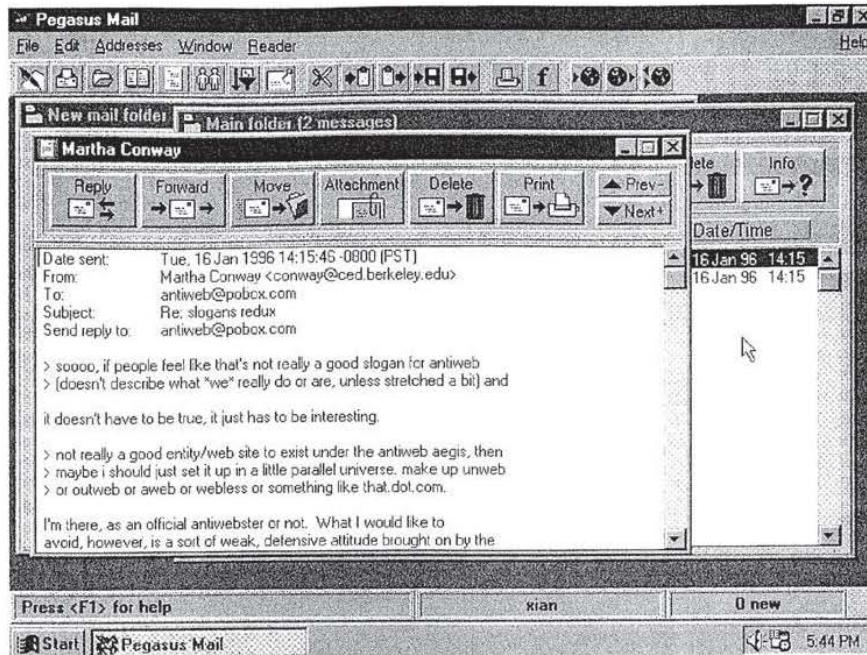 Pegasus Mail
File Edit Addresses Window Reader Help
New mail folder
Main folder (2 messages)
Martha Conway
Reply Forward Move Attachment Delete Print Prev- Next+
lete Info
Date/Time
Date sent: Tue, 16 Jan 1996 14:15:46 -0800 (PST)
From: Martha Conway <conway@ced.berkeley.edu>
To: antiweb@pobox.com
Subject: Re: slogans redux
Send reply to: antiweb@pobox.com
16 Jan 96 14:15
16 Jan 96 14:15
> soooo, if people feel like that's not really a good slogan for antiweb
> (doesn't describe what *we* really do or are, unless stretched a bit) and
it doesn't have to be true, it just has to be interesting.
> not really a good entity/web site to exist under the antiweb aegis, then
> maybe i should just set it up in a little parallel universe. make up unweb
> or outweb or aweb or webless or something like that.dot.com.
I'm there, as an official antiwebster or not. What I would like to
avoid, however, is a sort of weak, defensive attitude brought on by the
Press <F1> for help xian 0 new
Start Pegasus Mail 5:44 PM